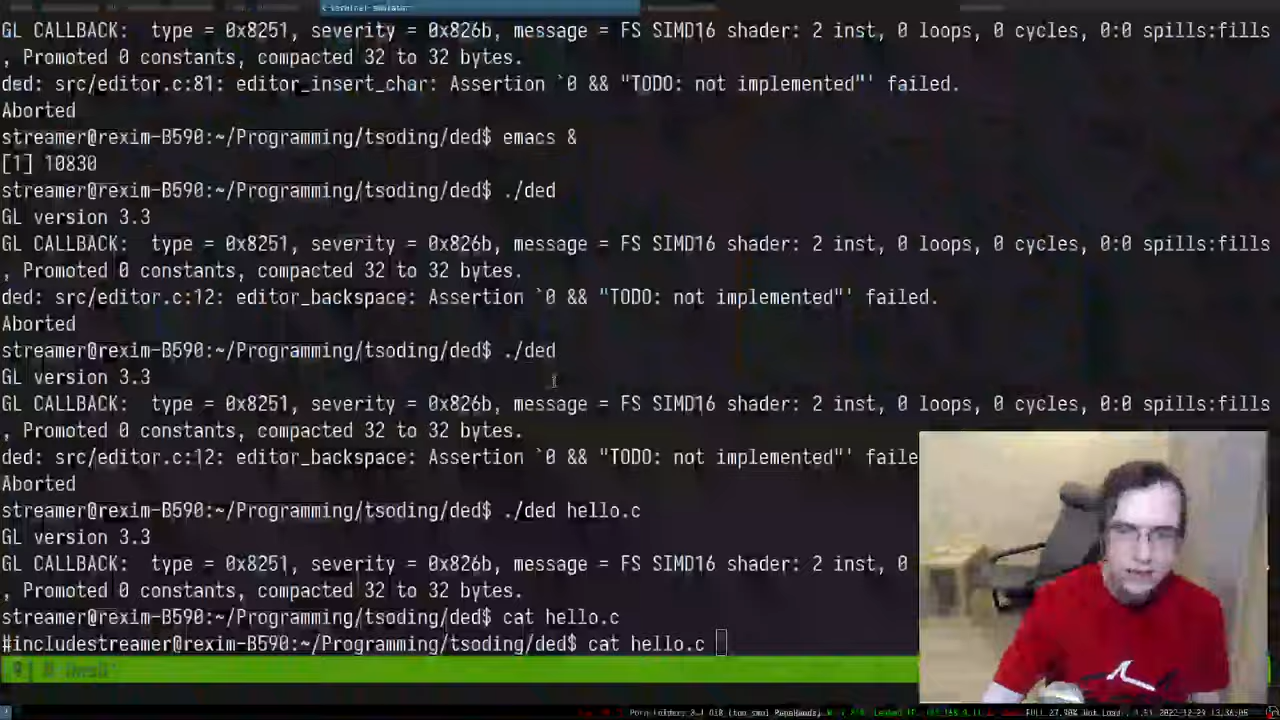 GL CALLBACK:  type = 0x8251, severity = 0x826b, message = FS SIMD16 shader: 2 inst, 0 loops, 0 cycles, 0:0 spills:fills
, Promoted 0 constants, compacted 32 to 32 bytes.
ded: src/editor.c:81: editor_insert_char: Assertion `0 && "TODO: not implemented"' failed.
Aborted
streamer@rexim-B590:~/Programming/tsoding/ded$ emacs &
[1] 10830
streamer@rexim-B590:~/Programming/tsoding/ded$ ./ded
GL version 3.3
GL CALLBACK:  type = 0x8251, severity = 0x826b, message = FS SIMD16 shader: 2 inst, 0 loops, 0 cycles, 0:0 spills:fills
, Promoted 0 constants, compacted 32 to 32 bytes.
ded: src/editor.c:12: editor_backspace: Assertion `0 && "TODO: not implemented"' failed.
Aborted
streamer@rexim-B590:~/Programming/tsoding/ded$ ./ded
GL version 3.3
GL CALLBACK:  type = 0x8251, severity = 0x826b, message = FS SIMD16 shader: 2 inst, 0 loops, 0 cycles, 0:0 spills:fills
, Promoted 0 constants, compacted 32 to 32 bytes.
ded: src/editor.c:12: editor_backspace: Assertion `0 && "TODO: not implemented"' faile
Aborted
streamer@rexim-B590:~/Programming/tsoding/ded$ ./ded hello.c
GL version 3.3
GL CALLBACK:  type = 0x8251, severity = 0x826b, message = FS SIMD16 shader: 2 inst, 0
, Promoted 0 constants, compacted 32 to 32 bytes.
streamer@rexim-B590:~/Programming/tsoding/ded$ cat hello.c
#includestreamer@rexim-B590:~/Programming/tsoding/ded$ cat hello.c